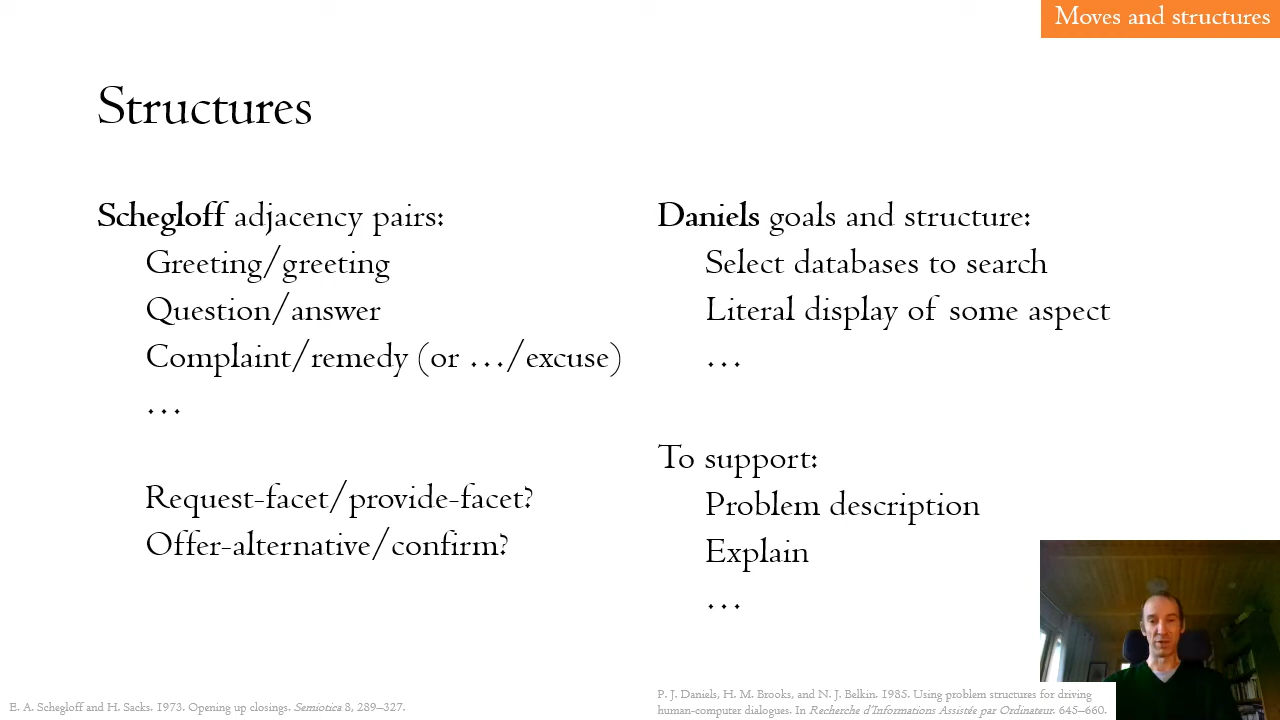 Moves and structures
Structures
Schegloff adjacency pairs:
Greeting/greeting
Question/answer
Complaint/remedy (or …/excuse)
…
Request-facet/provide-facet?
Offer-alternative/confirm?
Daniels goals and structure:
Select databases to search
Literal display of some aspect
…
To support:
Problem description
Explain
…
E. A. Schegloff and H. Sacks. 1973. Opening up closings. Semiotica 8, 289–327.
P. J. Daniels, H. M. Brooks, and N. J. Belkin. 1985. Using problem structures for driving
human-computer dialogues. In Recherche d'Informations Assistée par Ordinateur. 645–660.